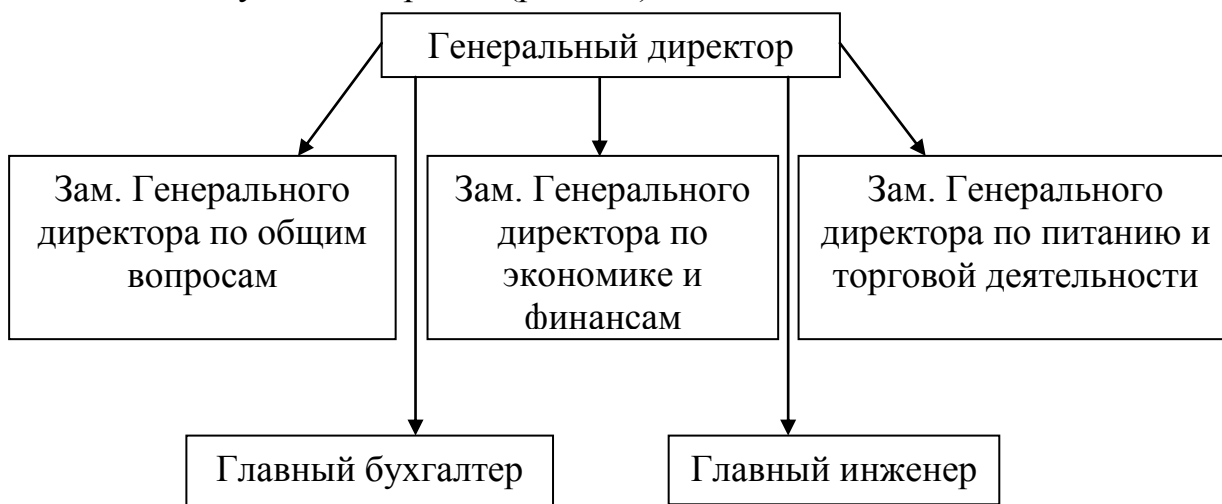 Генеральный директор
Зам. Генерального
директора по общим
вопросам
Зам. Генерального
директора по
экономике и
финансам
Зам. Генерального
директора по питанию и
торговой деятельности
Главный бухгалтер
Главный инженер